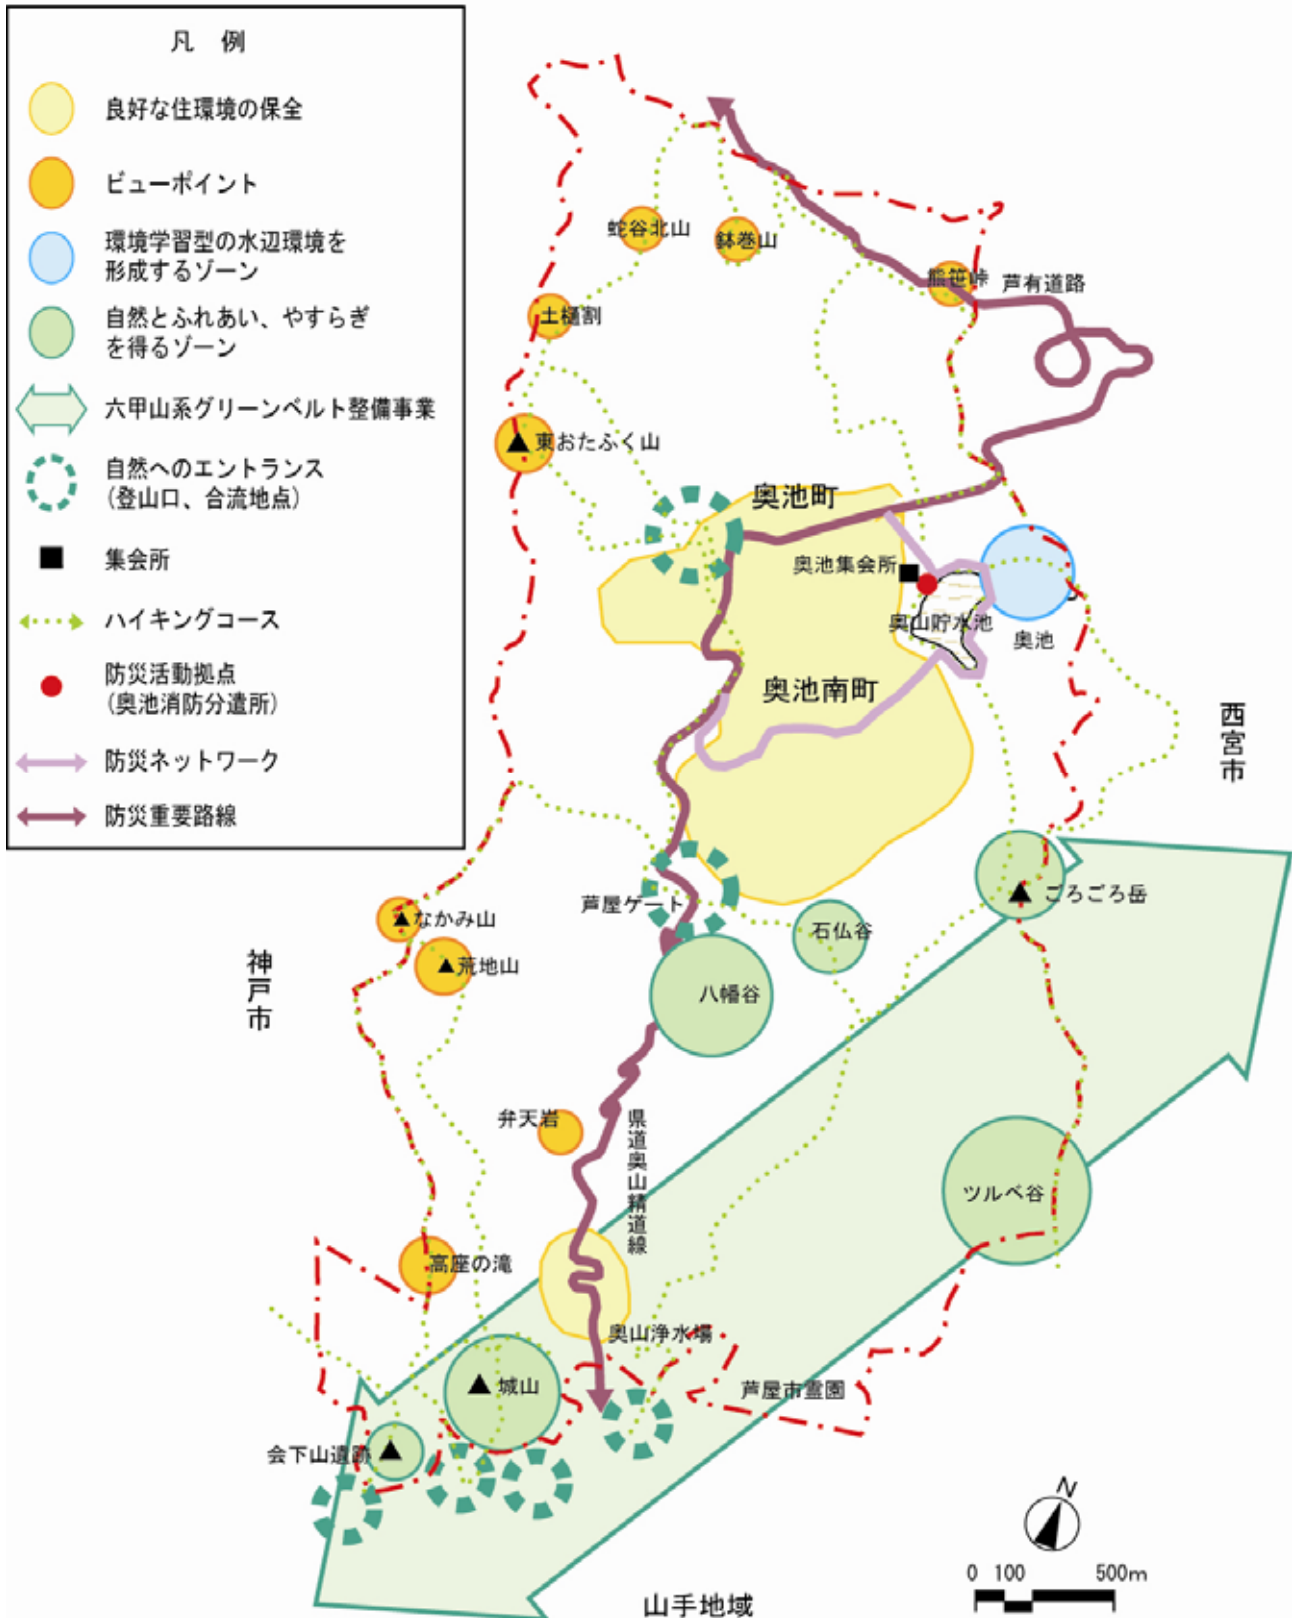 凡 例
良好な住環境の保全
ビューポイント
環境学習型の水辺環境を
形成するゾーン
自然とふれあい、やすらぎ
を得るゾーン
六甲山系グリーンベルト整備事業
自然へのエントランス
(登山口、合流地点)
集会所
ハイキングコース
防災活動拠点
(奥池消防分遣所)
防災ネットワーク
防災重要路線
蛇谷北山
鉢巻山
熊笹峠
芦有道路
土樋割
東おたふく山
奥池町
奥池集会所
奥山貯水池
奥池
奥池南町
西宮市
芦屋ゲート
ごろごろ岳
なかみ山
石仏谷
荒地山
神戸市
八幡谷
弁天岩
県道奥山精道線
ツルベ谷
高座の滝
奥山浄水場
城山
芦屋市霊園
会下山遺跡
N
0 100 500m
山手地域